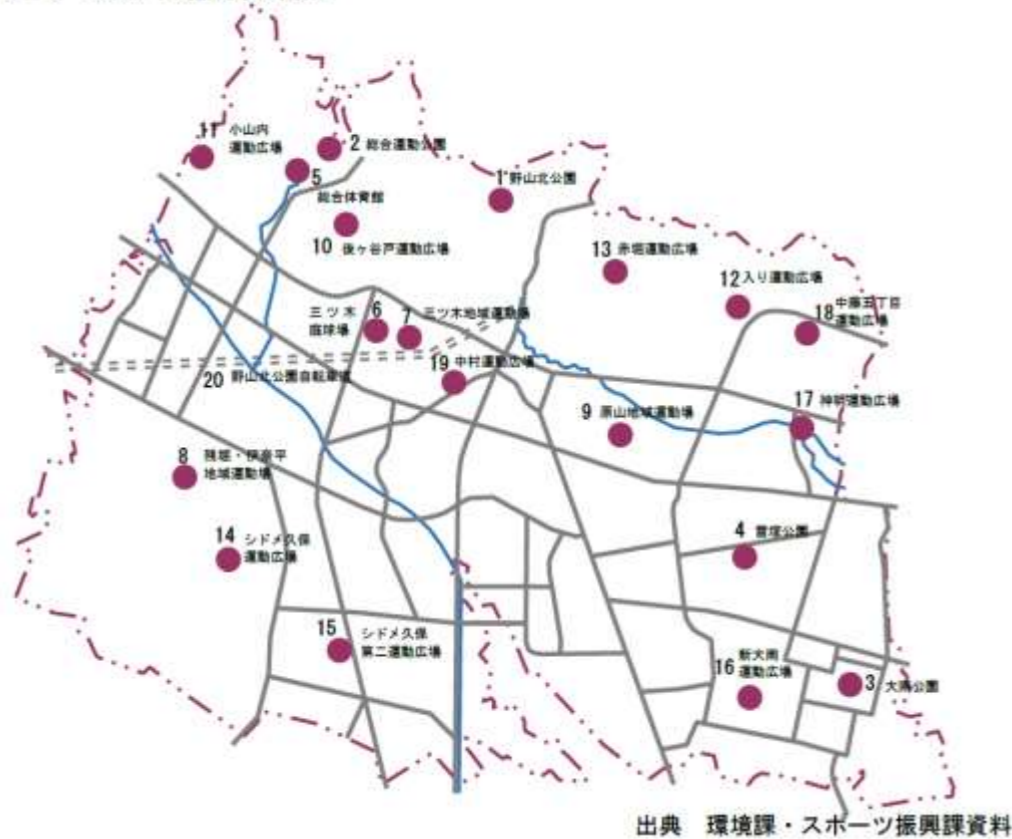 11 小山内
運動広場
2 総合運動公園
5
総合体育館
1 野山北公園
10 後ヶ谷戸運動広場
13 赤堀運動広場
12 入り運動広場
18 中藤五丁目
運動広場
三ツ木
庭球場
6
7 三ツ木地域運動場
19 中村運動広場
20 野山北公園自転車道
9 原山地域運動場
17 神明運動広場
8 残堀・伊奈平
地域運動場
14 シドメ久保
運動広場
4 雷塚公園
15 シドメ久保
第二運動広場
16 新大南
運動広場
3 大南公園
出典 環境課・スポーツ振興課資料